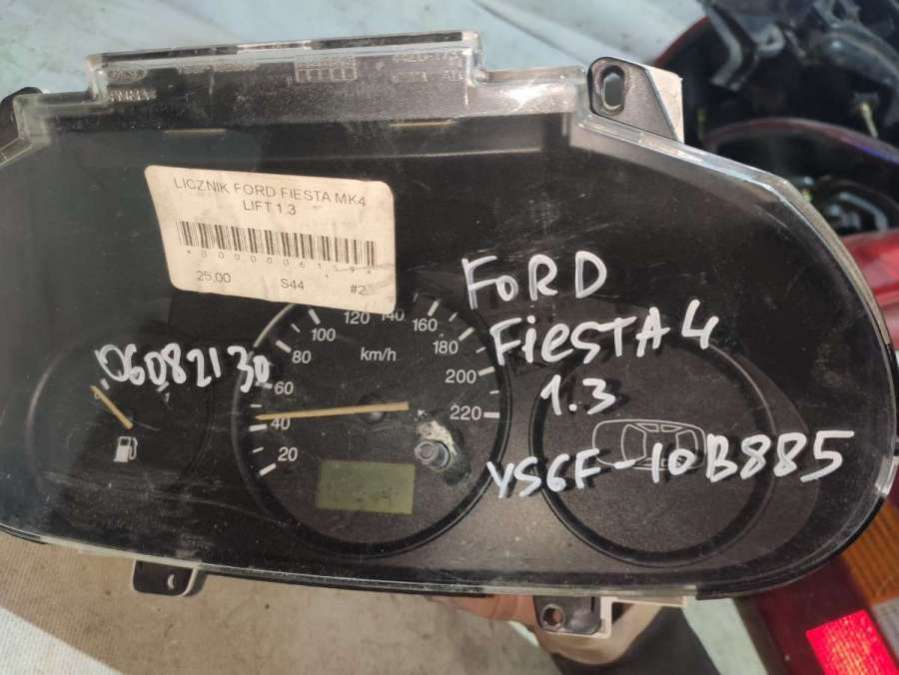 LICZNIK FORD FIESTA MK4
LIFT 1.3
25,00 S44 #2
FORD
FiESTA 4
1.3
YS6F-10B885
06082130
km/h
20
40
60
80
100
120
140
160
180
200
220